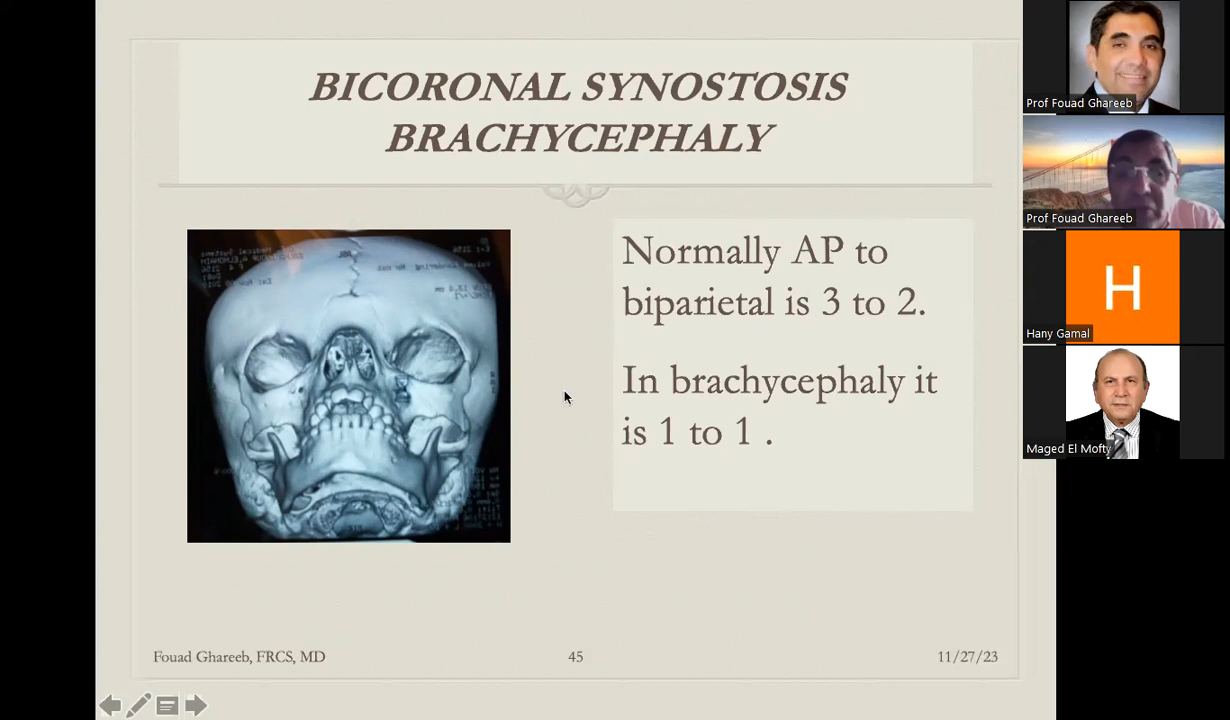 BICORONAL SYNOSTOSIS
BRACHYCEPHALY
Normally AP to
biparietal is 3 to 2.
In brachycephaly it
is 1 to 1 .
Fouad Ghareeb, FRCS, MD
45
11/27/23
Prof Fouad Ghareeb
Prof Fouad Ghareeb
H
Hany Gamal
Maged El Mofty